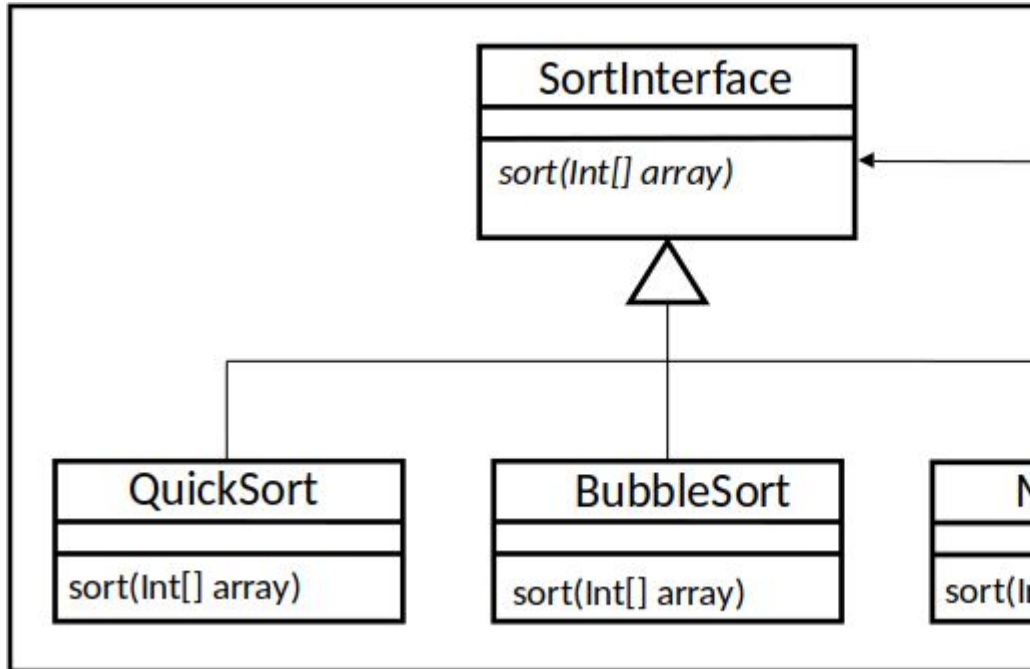 SortInterface
sort(Int[] array)
QuickSort
BubbleSort
sort(Int[] array)
sort(Int[] array)